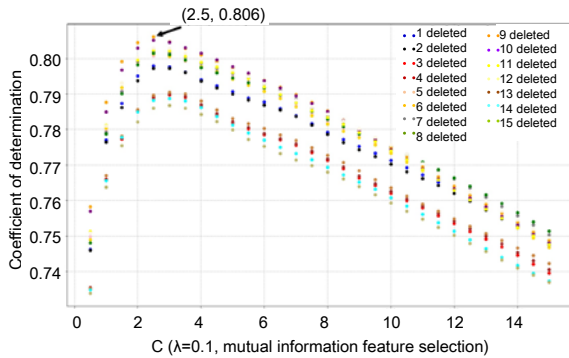 (2.5, 0.806)
1 deleted
2 deleted
3 deleted
4 deleted
5 deleted
6 deleted
7 deleted
8 deleted
9 deleted
10 deleted
11 deleted
12 deleted
13 deleted
14 deleted
15 deleted
Coefficient of determination
0.80
0.79
0.78
0.77
0.76
0.75
0.74
0 2 4 6 8 10 12 14
C (λ=0.1, mutual information feature selection)